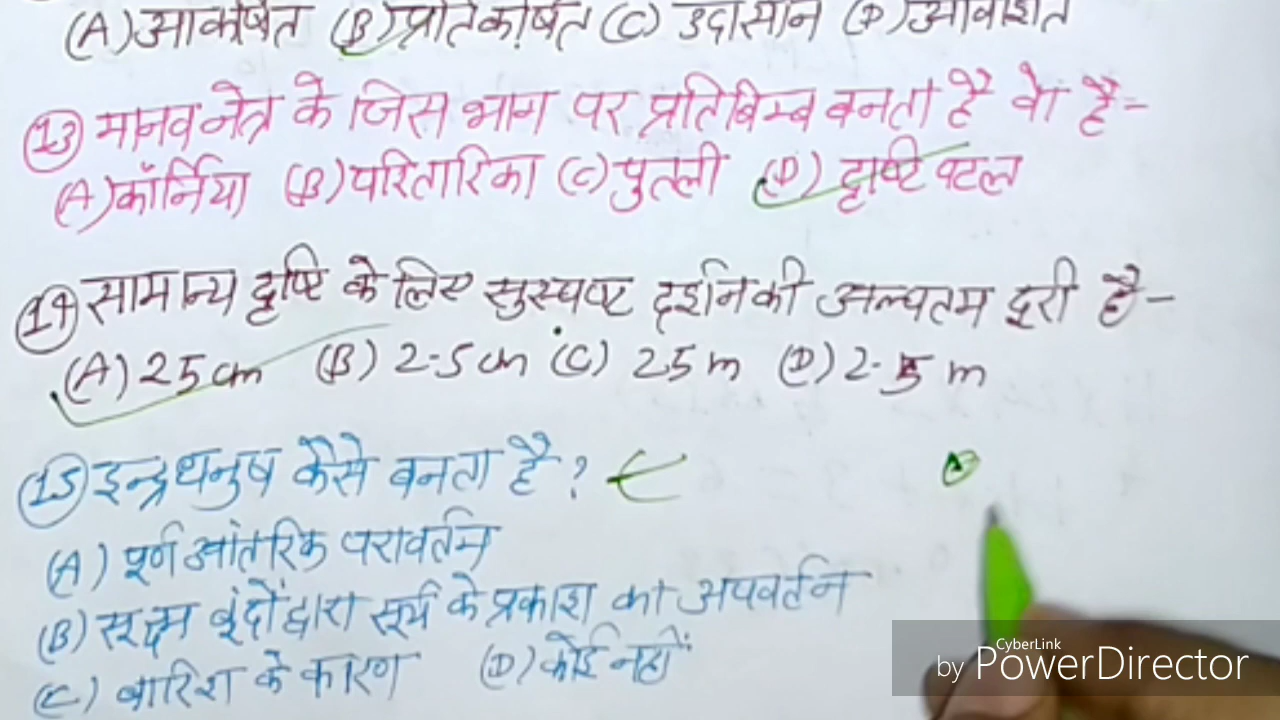 (A) आकर्षित (B) प्रतिकर्षित (C) उदासीन (D) आवेशित
(13) मानव नेत्र के जिस भाग पर प्रतिबिम्ब बनता है वो है-
(A) कॉर्निया (B) परितारिका (C) पुतली (D) दृष्टि पटल
(14) सामान्य दृष्टि के लिए सुस्पष्ट दर्शन की अल्पतम दूरी है-
(A) 25 cm (B) 2.5 cm (C) 25 m (D) 2.5 m
(15) इन्द्रधनुष कैसे बनता है?
(A) पूर्ण आंतरिक परावर्तन
(B) सूक्ष्म बूंदों द्वारा सूर्य के प्रकाश का अपवर्तन
(C) बारिश के कारण (D) कोई नहीं
CyberLink
by PowerDirector